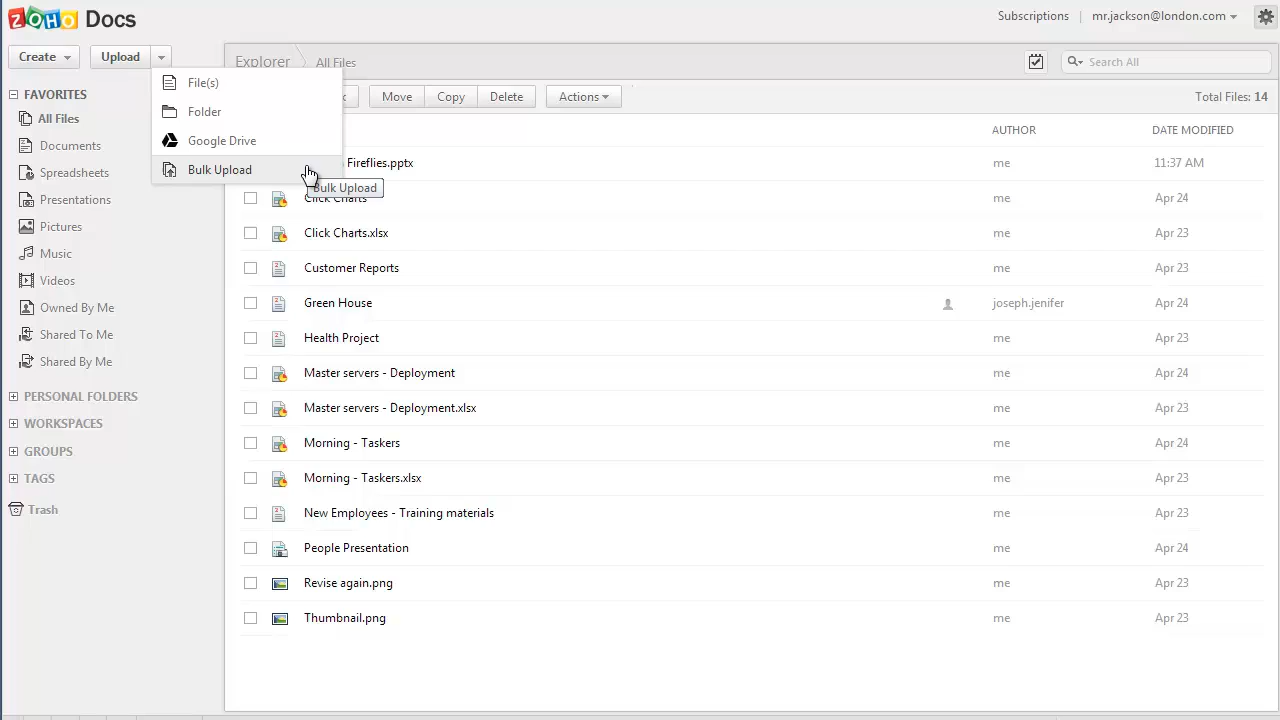 ZOHO Docs
Subscriptions | mr.jackson@london.com
Create
Upload
Explorer
All Files
Search All
File(s)
Folder
Google Drive
Bulk Upload
Bulk Upload
Move
Copy
Delete
Actions
Total Files: 14
FAVORITES
All Files
Documents
Spreadsheets
Presentations
Pictures
Music
Videos
Owned By Me
Shared To Me
Shared By Me
PERSONAL FOLDERS
WORKSPACES
GROUPS
TAGS
Trash
AUTHOR DATE MODIFIED
Fireflies.pptx me 11:37 AM
Click Charts me Apr 24
Click Charts.xlsx me Apr 23
Customer Reports me Apr 23
Green House joseph.jenifer Apr 24
Health Project me Apr 23
Master servers - Deployment me Apr 24
Master servers - Deployment.xlsx me Apr 23
Morning - Taskers me Apr 24
Morning - Taskers.xlsx me Apr 23
New Employees - Training materials me Apr 23
People Presentation me Apr 24
Revise again.png me Apr 23
Thumbnail.png me Apr 23